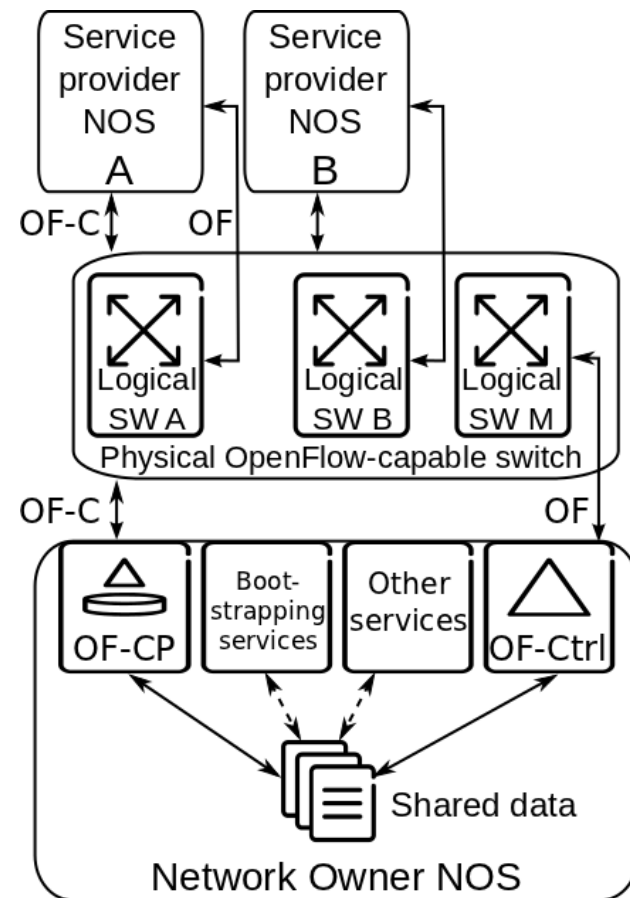 Service
provider
NOS
A
Service
provider
NOS
B
OF-C
OF
Logical
SW A
Logical
SW B
Logical
SW M
Physical OpenFlow-capable switch
OF-C
OF
OF-CP
Boot-
strapping
services
Other
services
OF-Ctrl
Shared data
Network Owner NOS